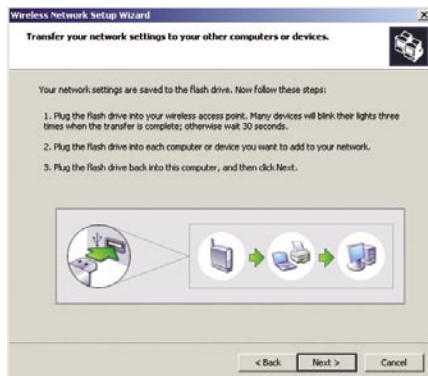 Wireless Network Setup Wizard
Transfer your network settings to your other computers or devices.
Your network settings are saved to the flash drive. Now follow these steps:
1. Plug the flash drive into your wireless access point. Many devices will blink their lights three
times when the transfer is complete; otherwise wait 30 seconds.
2. Plug the flash drive into each computer or device you want to add to your network.
3. Plug the flash drive back into this computer, and then click Next.
< Back Next > Cancel